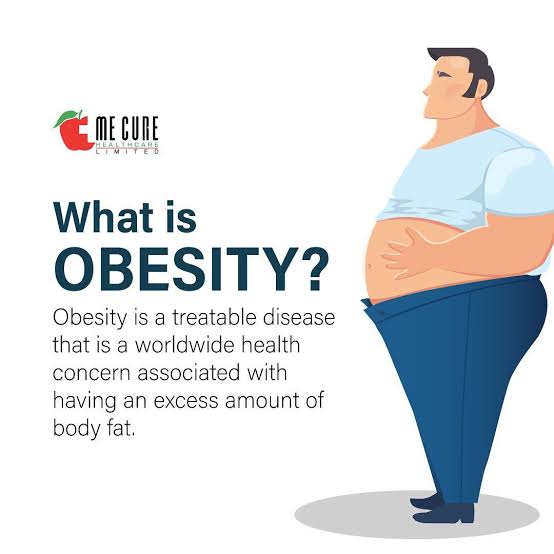 ME CURE
HEALTHCARE
LIMITED
What is
OBESITY?
Obesity is a treatable disease
that is a worldwide health
concern associated with
having an excess amount of
body fat.